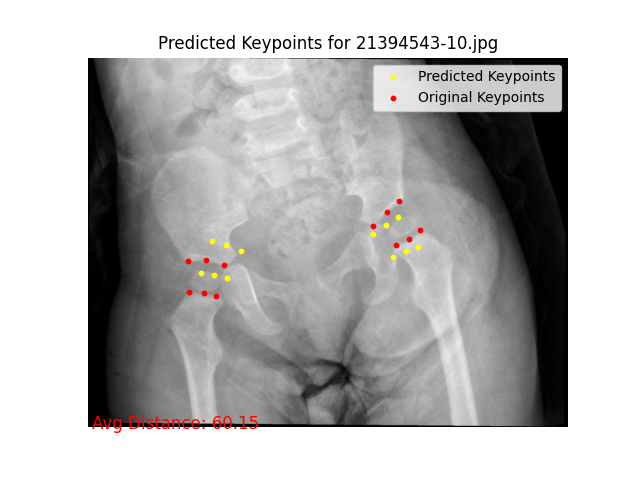 Predicted Keypoints for 21394543-10.jpg
Predicted Keypoints
Original Keypoints
Avg Distance: 60.15